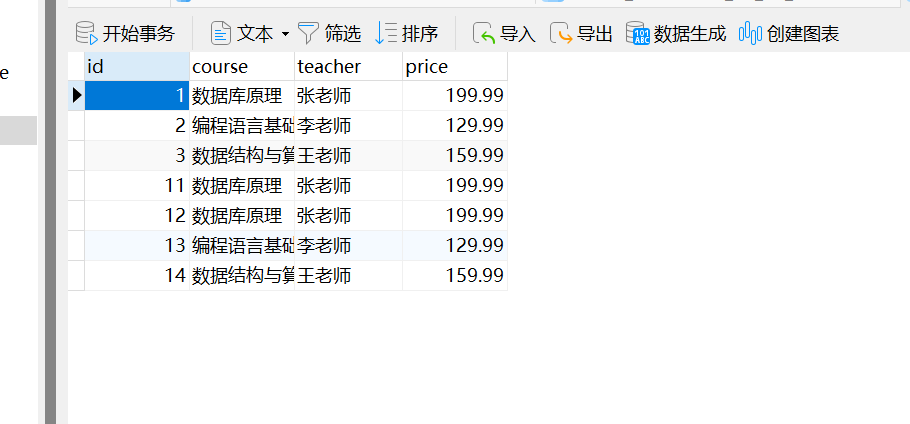 开始事务 文本 筛选 排序 导入 导出 数据生成 创建图表
e
id course teacher price
1 数据库原理 张老师 199.99
2 编程语言基础 李老师 129.99
3 数据结构与算 王老师 159.99
11 数据库原理 张老师 199.99
12 数据库原理 张老师 199.99
13 编程语言基础 李老师 129.99
14 数据结构与算 王老师 159.99